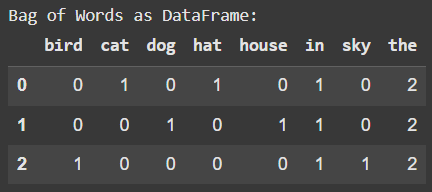 Bag of Words as DataFrame:
bird cat dog hat house in sky the
0 0 1 0 1 0 1 0 2
1 0 0 1 0 1 1 0 2
2 1 0 0 0 0 1 1 2